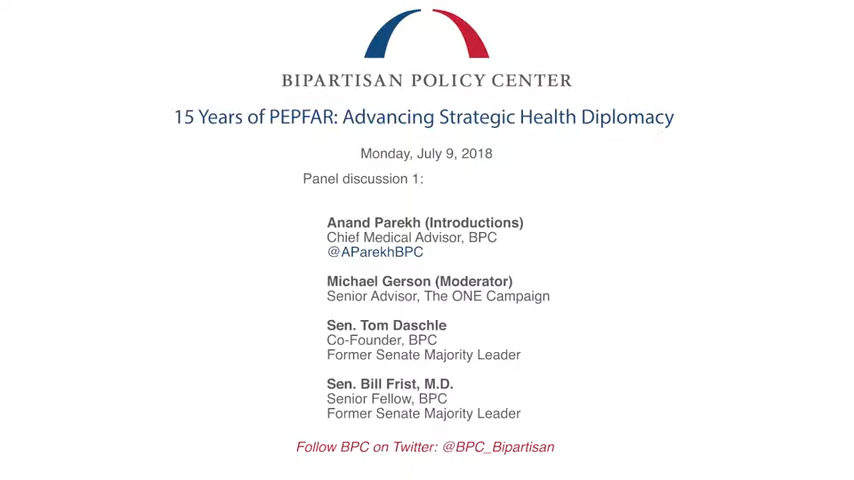 BIPARTISAN POLICY CENTER
15 Years of PEPFAR: Advancing Strategic Health Diplomacy
Monday, July 9, 2018
Panel discussion 1:
Anand Parekh (Introductions)
Chief Medical Advisor, BPC
@AParekhBPC
Michael Gerson (Moderator)
Senior Advisor, The ONE Campaign
Sen. Tom Daschle
Co-Founder, BPC
Former Senate Majority Leader
Sen. Bill Frist, M.D.
Senior Fellow, BPC
Former Senate Majority Leader
Follow BPC on Twitter: @BPC_Bipartisan